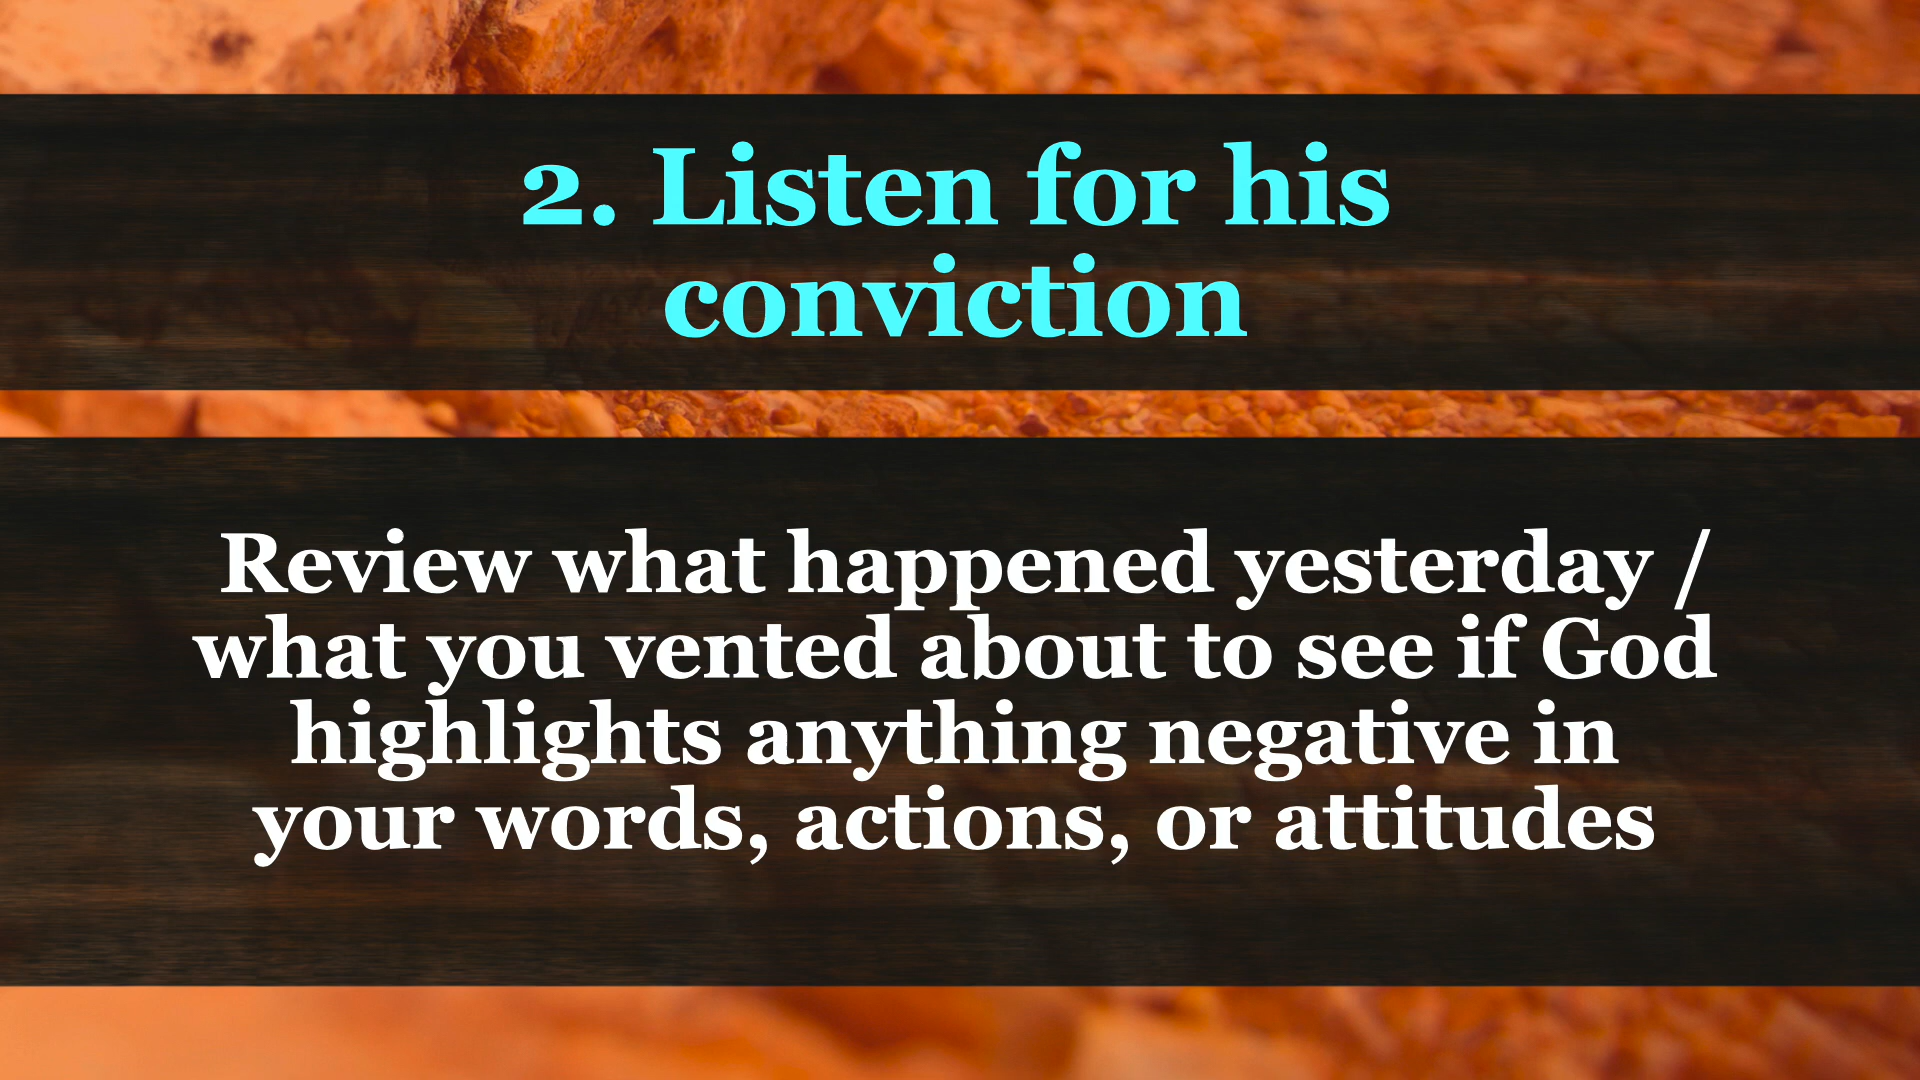 2. Listen for his
conviction
Review what happened yesterday /
what you vented about to see if God
highlights anything negative in
your words, actions, or attitudes